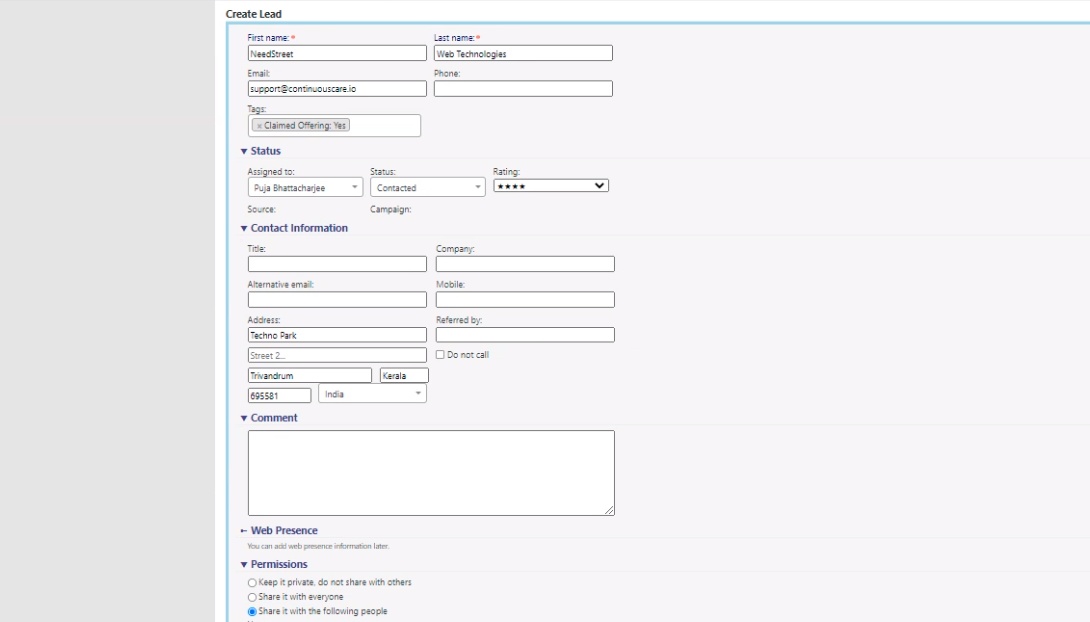 Create Lead
First name: * Last name: *
NeedStreet Web Technologies
Email: Phone:
support@continuouscare.io
Tags:
× Claimed Offering: Yes
▼ Status
Assigned to: Status: Rating:
Puja Bhattacharjee Contacted ★★★★
Source: Campaign:
▼ Contact Information
Title: Company:
Alternative email: Mobile:
Address: Referred by:
Techno Park
Street 2... Do not call
Trivandrum Kerala
695581 India
▼ Comment
Web Presence
You can add web presence information later.
▼ Permissions
Keep it private, do not share with others
Share it with everyone
Share it with the following people